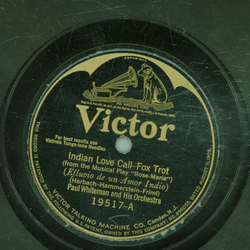 Victor
For best results use
Victrola Tungs-tone Needles
Indian Love Call—Fox Trot
(from the Musical Play "Rose-Marie")
(Efluvio de un Amor Indio)
(Harbach-Hammerstein-Friml)
Paul Whiteman and His Orchestra
19517-A
VICTOR TALKING MACHINE CO. Camden, N.J.